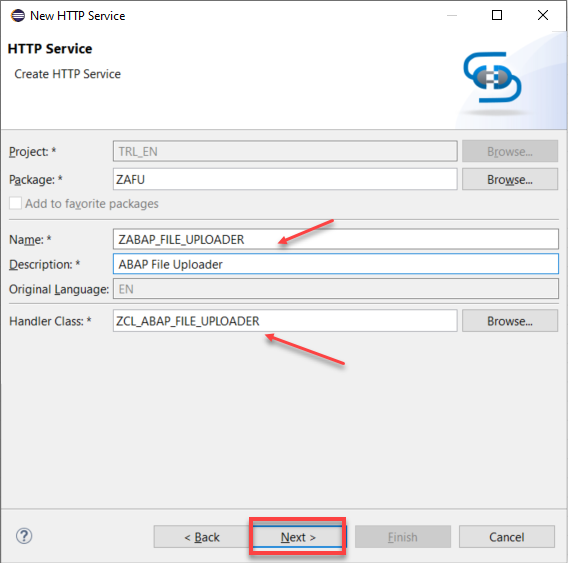 New HTTP Service
HTTP Service
Create HTTP Service
Project: * TRL_EN Browse...
Package: * ZAFU Browse...
Add to favorite packages
Name: * ZABAP_FILE_UPLOADER
Description: * ABAP File Uploader
Original Language: EN
Handler Class: * ZCL_ABAP_FILE_UPLOADER Browse...
? < Back Next > Finish Cancel